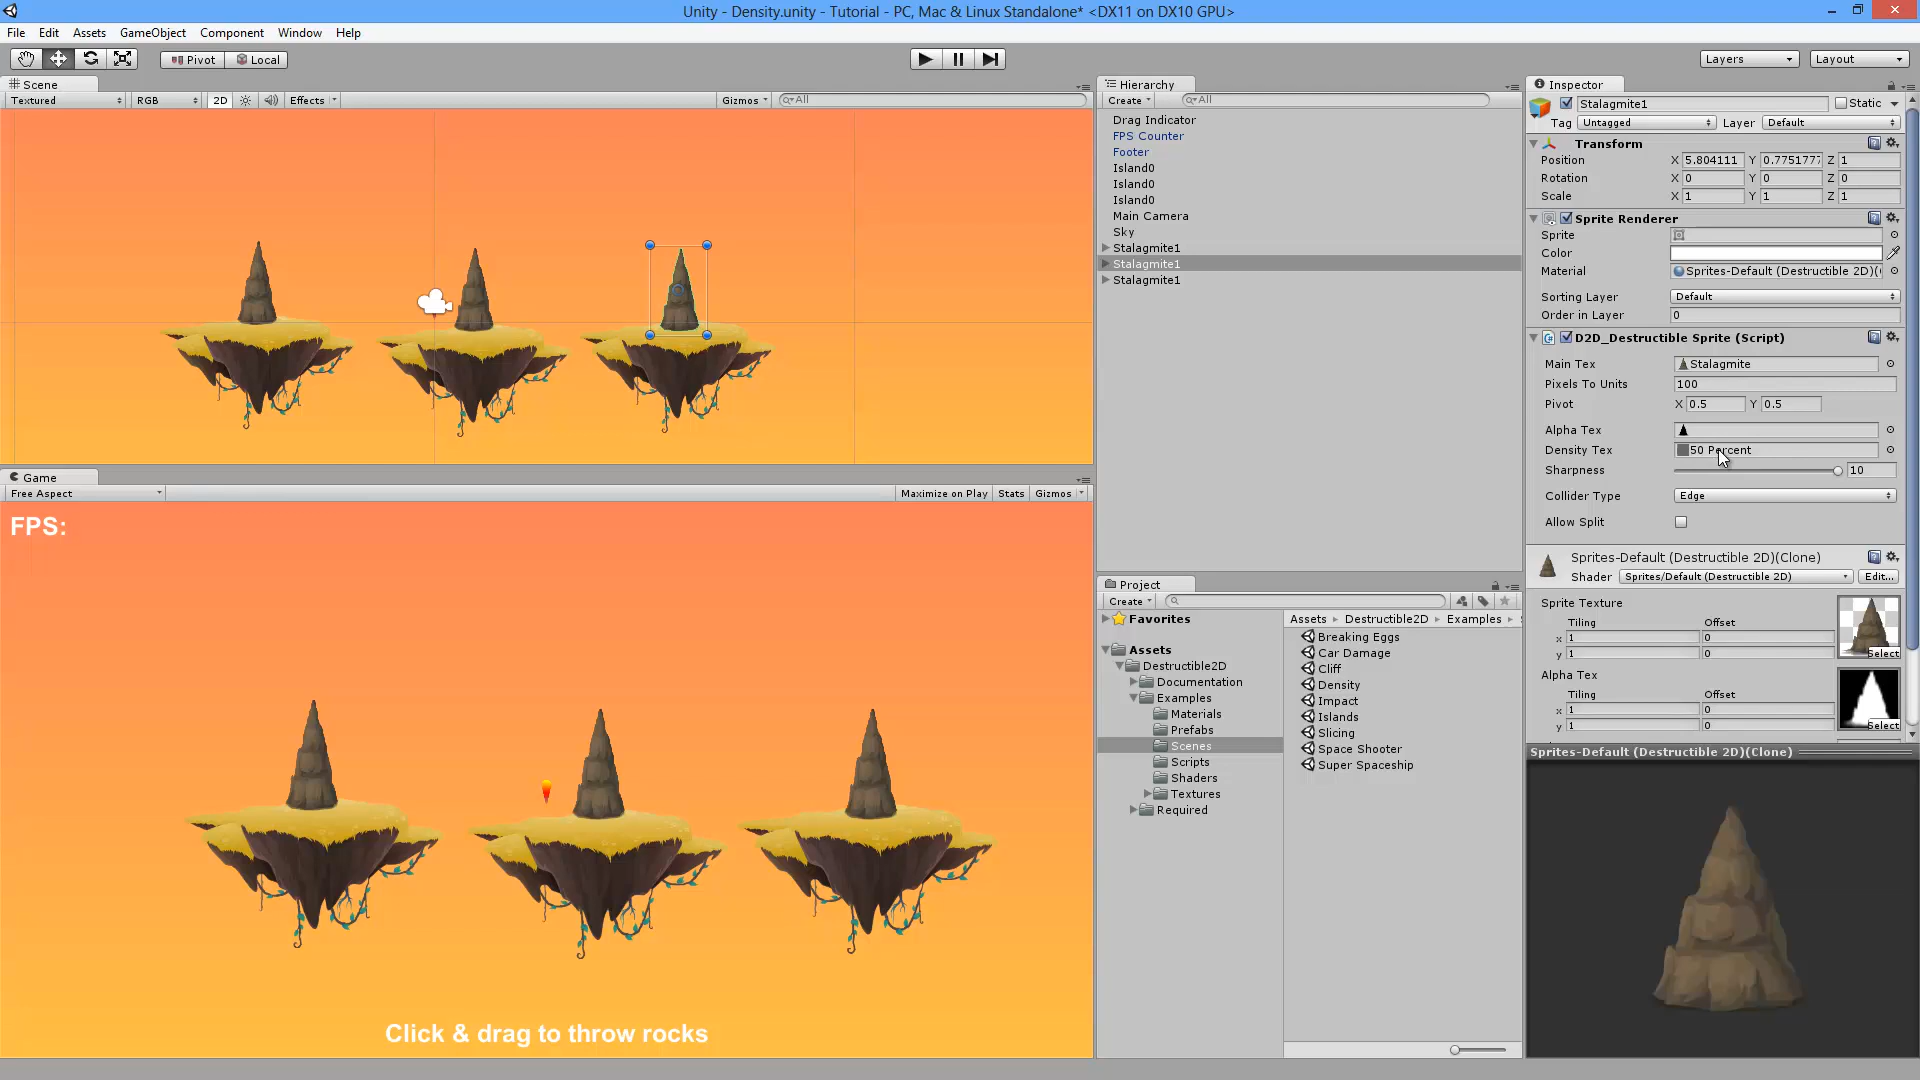 Unity - Density.unity - Tutorial - PC, Mac & Linux Standalone* <DX11 on DX10 GPU>
File Edit Assets GameObject Component Window Help
Pivot Local
Layers Layout
Scene
Textured RGB 2D Effects Gizmos All
Game
Free Aspect Maximize on Play Stats Gizmos
FPS:
Click & drag to throw rocks
Hierarchy
Create All
Drag Indicator
FPS Counter
Footer
Island0
Island0
Island0
Main Camera
Sky
Stalagmite1
Stalagmite1
Stalagmite1
Project
Create
Favorites
Assets
Destructible2D
Documentation
Examples
Materials
Prefabs
Scenes
Scripts
Shaders
Textures
Required
Assets Destructible2D Examples
Breaking Eggs
Car Damage
Cliff
Density
Impact
Islands
Slicing
Space Shooter
Super Spaceship
Inspector
Stalagmite1 Static
Tag Untagged Layer Default
Transform
Position X 5.804111 Y 0.7751777 Z 1
Rotation X 0 Y 0 Z 0
Scale X 1 Y 1 Z 1
Sprite Renderer
Sprite
Color
Material Sprites-Default (Destructible 2D)(
Sorting Layer Default
Order in Layer 0
D2D_Destructible Sprite (Script)
Main Tex Stalagmite
Pixels To Units 100
Pivot X 0.5 Y 0.5
Alpha Tex
Density Tex 50 Percent
Sharpness 10
Collider Type Edge
Allow Split
Sprites-Default (Destructible 2D)(Clone)
Shader Sprites/Default (Destructible 2D) Edit...
Sprite Texture
Tiling Offset
x 1 0
y 1 0
Select
Alpha Tex
Tiling Offset
x 1 0
y 1 0
Select
Sprites-Default (Destructible 2D)(Clone)